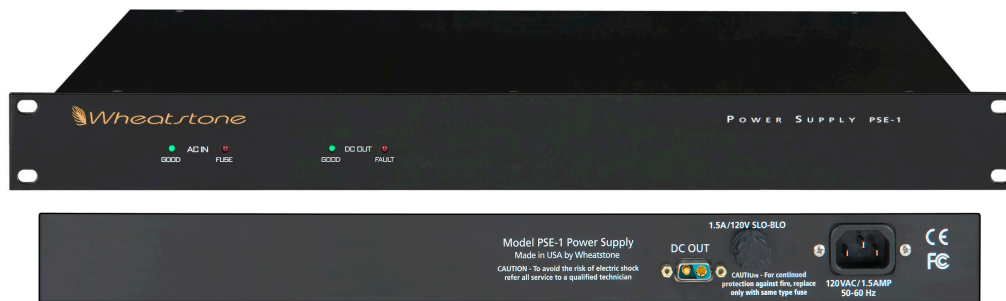 Wheatstone
POWER SUPPLY PSE-1
AC IN
GOOD FUSE
DC OUT
GOOD FAULT
1.5A/120V SLO-BLO
Model PSE-1 Power Supply
Made in USA by Wheatstone
CAUTION - To avoid the risk of electric shock
refer all service to a qualified technician
DC OUT
CAUTION - For continued
protection against fire, replace
only with same type fuse
120VAC/1.5AMP
50-60 Hz
CE
FC